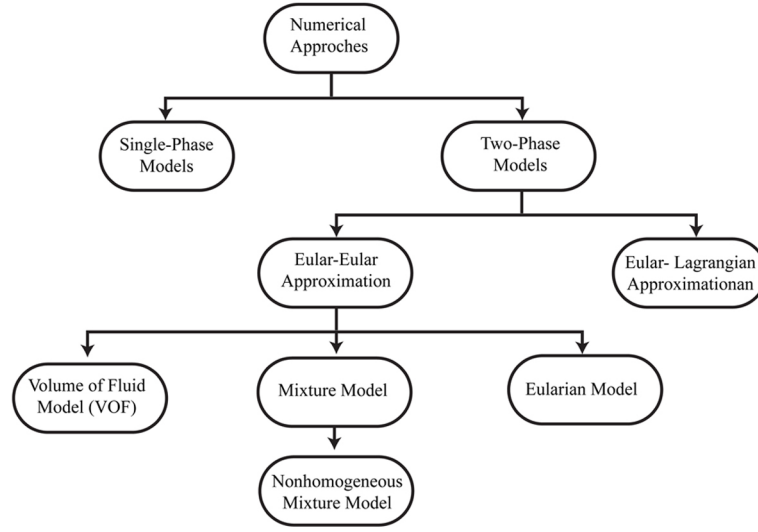 Numerical
Approches
Single-Phase
Models
Two-Phase
Models
Eular-Eular
Approximation
Eular- Lagrangian
Approximationan
Volume of Fluid
Model (VOF)
Mixture Model
Eularian Model
Nonhomogeneous
Mixture Model